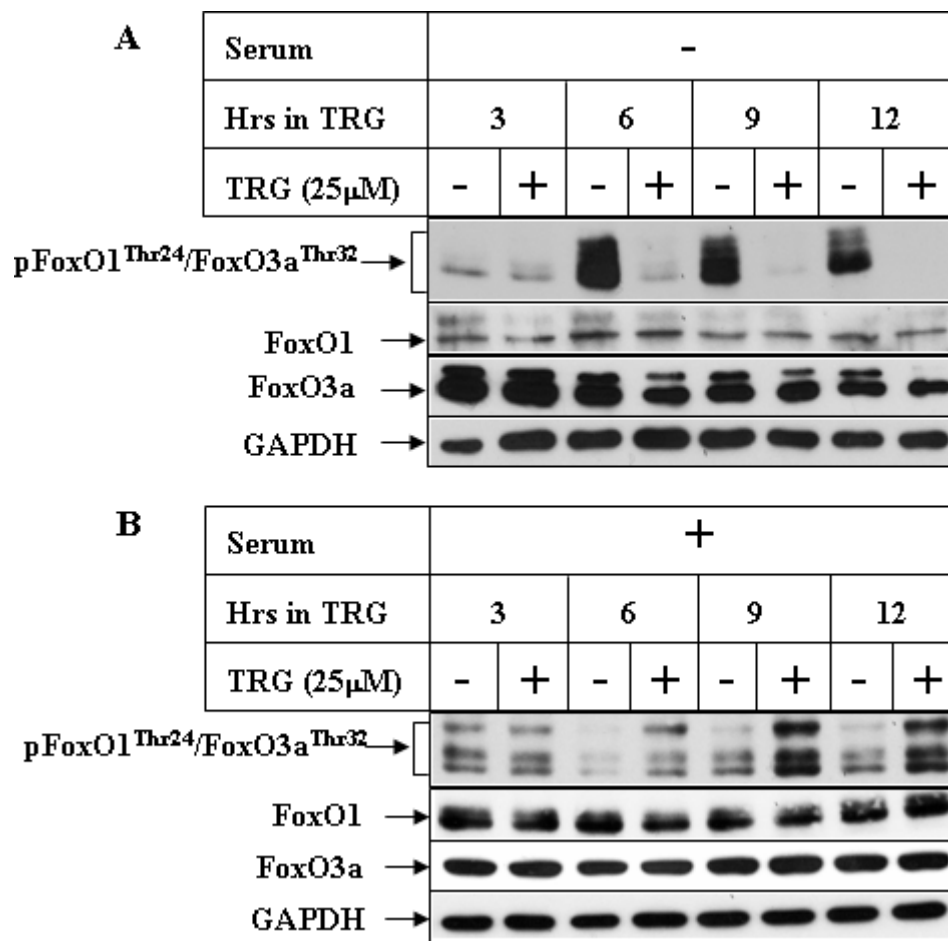 A
Serum -
Hrs in TRG 3 6 9 12
TRG (25µM) - + - + - + - +
pFoxO1Thr24/FoxO3aThr32
FoxO1
FoxO3a
GAPDH
B
Serum +
Hrs in TRG 3 6 9 12
TRG (25µM) - + - + - + - +
pFoxO1Thr24/FoxO3aThr32
FoxO1
FoxO3a
GAPDH